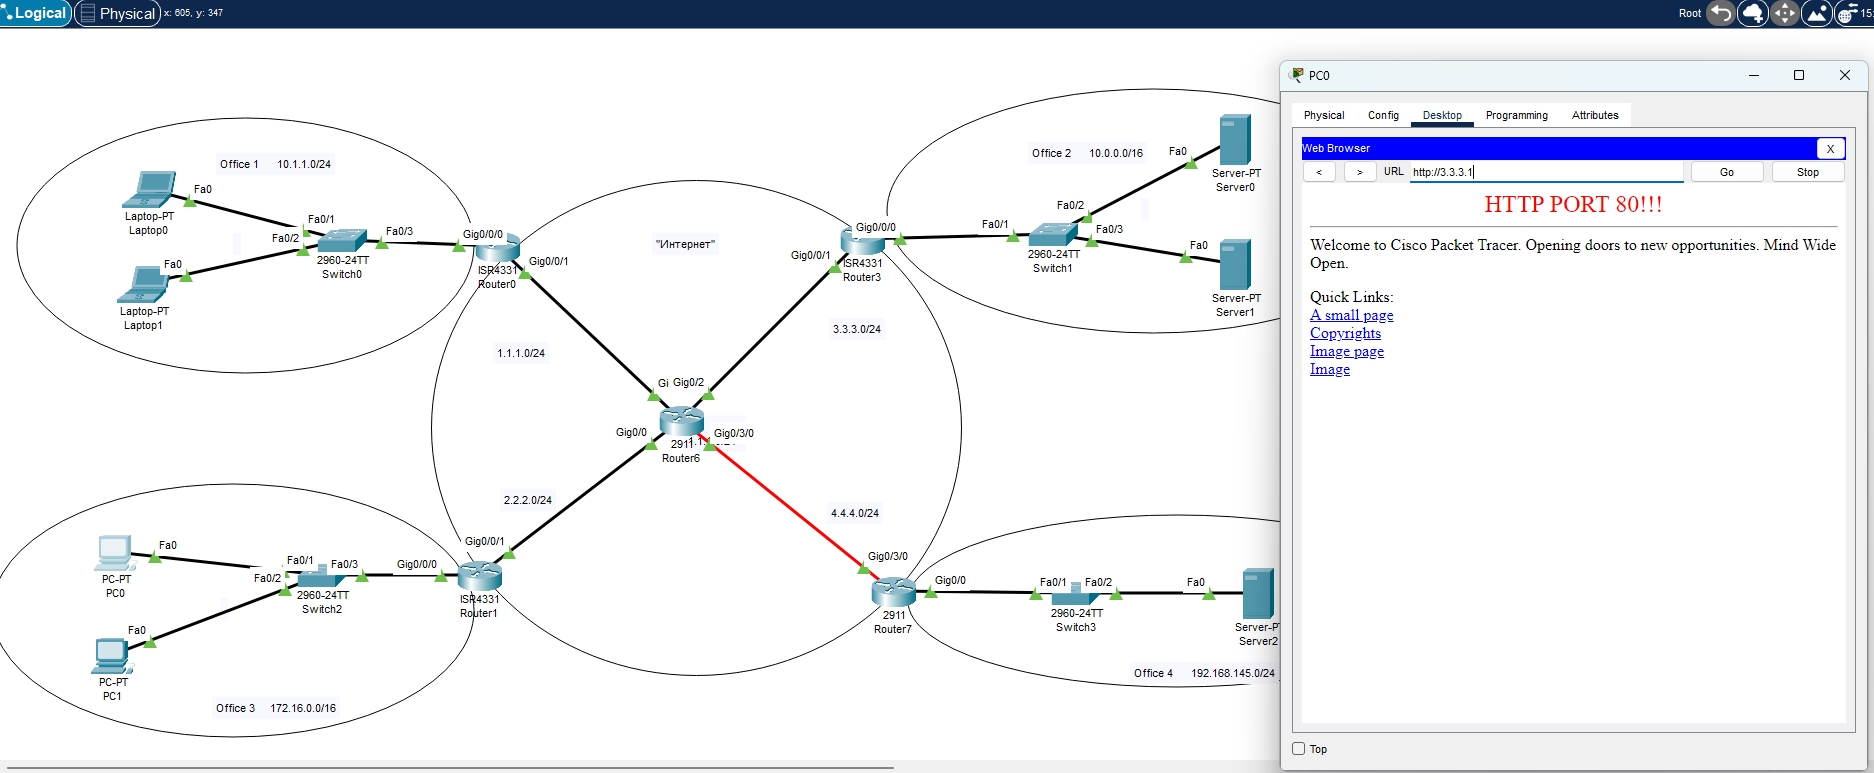 Logical Physical x: 605, y: 347 Root 15:
Office 1 10.1.1.0/24
Fa0
Laptop-PT
Laptop0
Fa0/1
Fa0/2
Fa0/3
2960-24TT
Switch0
Fa0
Laptop-PT
Laptop1
Gig0/0/0
ISR4331
Router0
Gig0/0/1
"Интернет"
1.1.1.0/24
Office 2 10.0.0.0/16
Gig0/0/0
Gig0/0/1
ISR4331
Router3
Fa0/1
Fa0/2
Fa0/3
2960-24TT
Switch1
Fa0
Server-PT
Server0
Fa0
Server-PT
Server1
3.3.3.0/24
Gi Gig0/2
Gig0/0
Gig0/3/0
2911
Router6
2.2.2.0/24
4.4.4.0/24
Fa0
PC-PT
PC0
Fa0/1
Fa0/2
Fa0/3
2960-24TT
Switch2
Fa0
PC-PT
PC1
Gig0/0/0
Gig0/0/1
ISR4331
Router1
Office 3 172.16.0.0/16
Gig0/3/0
Gig0/0
2911
Router7
Fa0/1 Fa0/2
2960-24TT
Switch3
Fa0
Server-P
Server2
Office 4 192.168.145.0/24
PC0
Physical Config Desktop Programming Attributes
Web Browser X
< > URL http://3.3.3.1 Go Stop
HTTP PORT 80!!!
Welcome to Cisco Packet Tracer. Opening doors to new opportunities. Mind Wide
Open.
Quick Links:
A small page
Copyrights
Image page
Image
Top